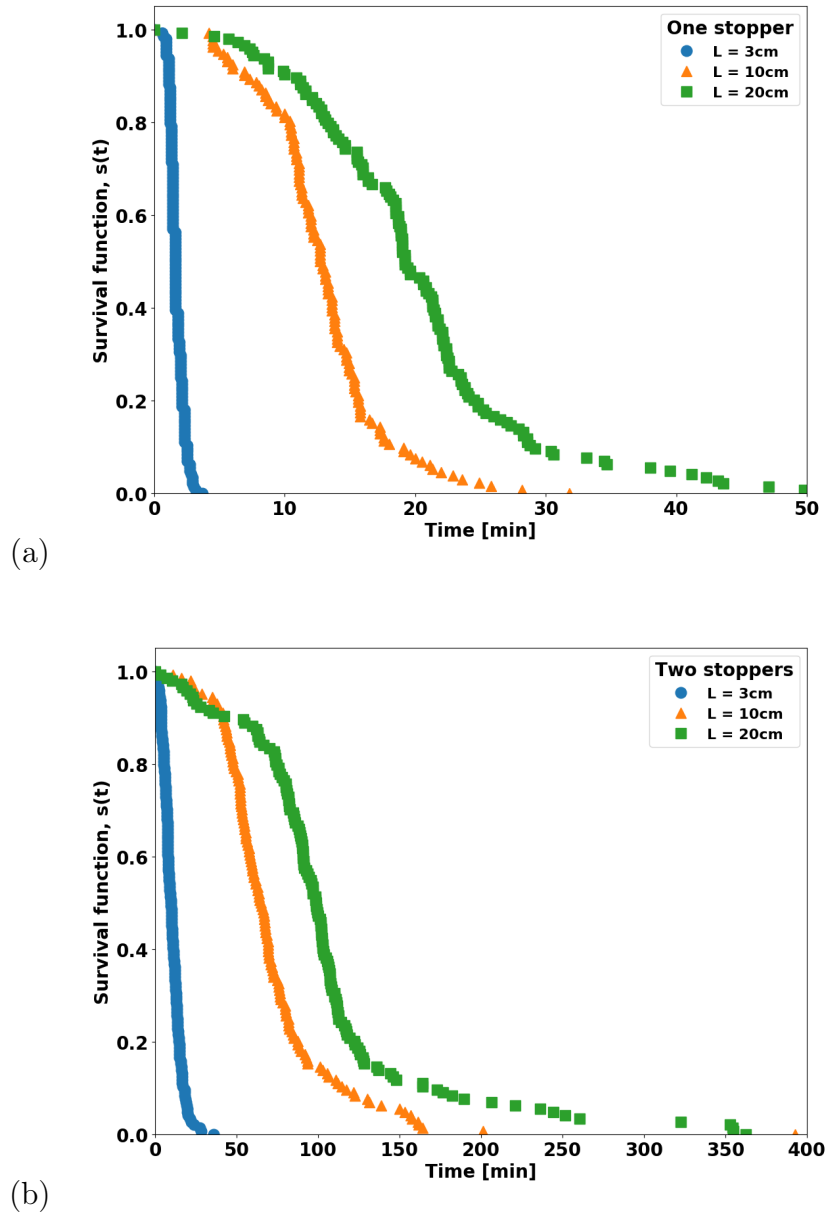 One stopper
L = 3cm
L = 10cm
L = 20cm
Survival function, s(t)
1.0
0.8
0.6
0.4
0.2
0.0
0 10 20 30 40 50
Time [min]
(a)
Two stoppers
L = 3cm
L = 10cm
L = 20cm
Survival function, s(t)
1.0
0.8
0.6
0.4
0.2
0.0
0 50 100 150 200 250 300 350 400
Time [min]
(b)